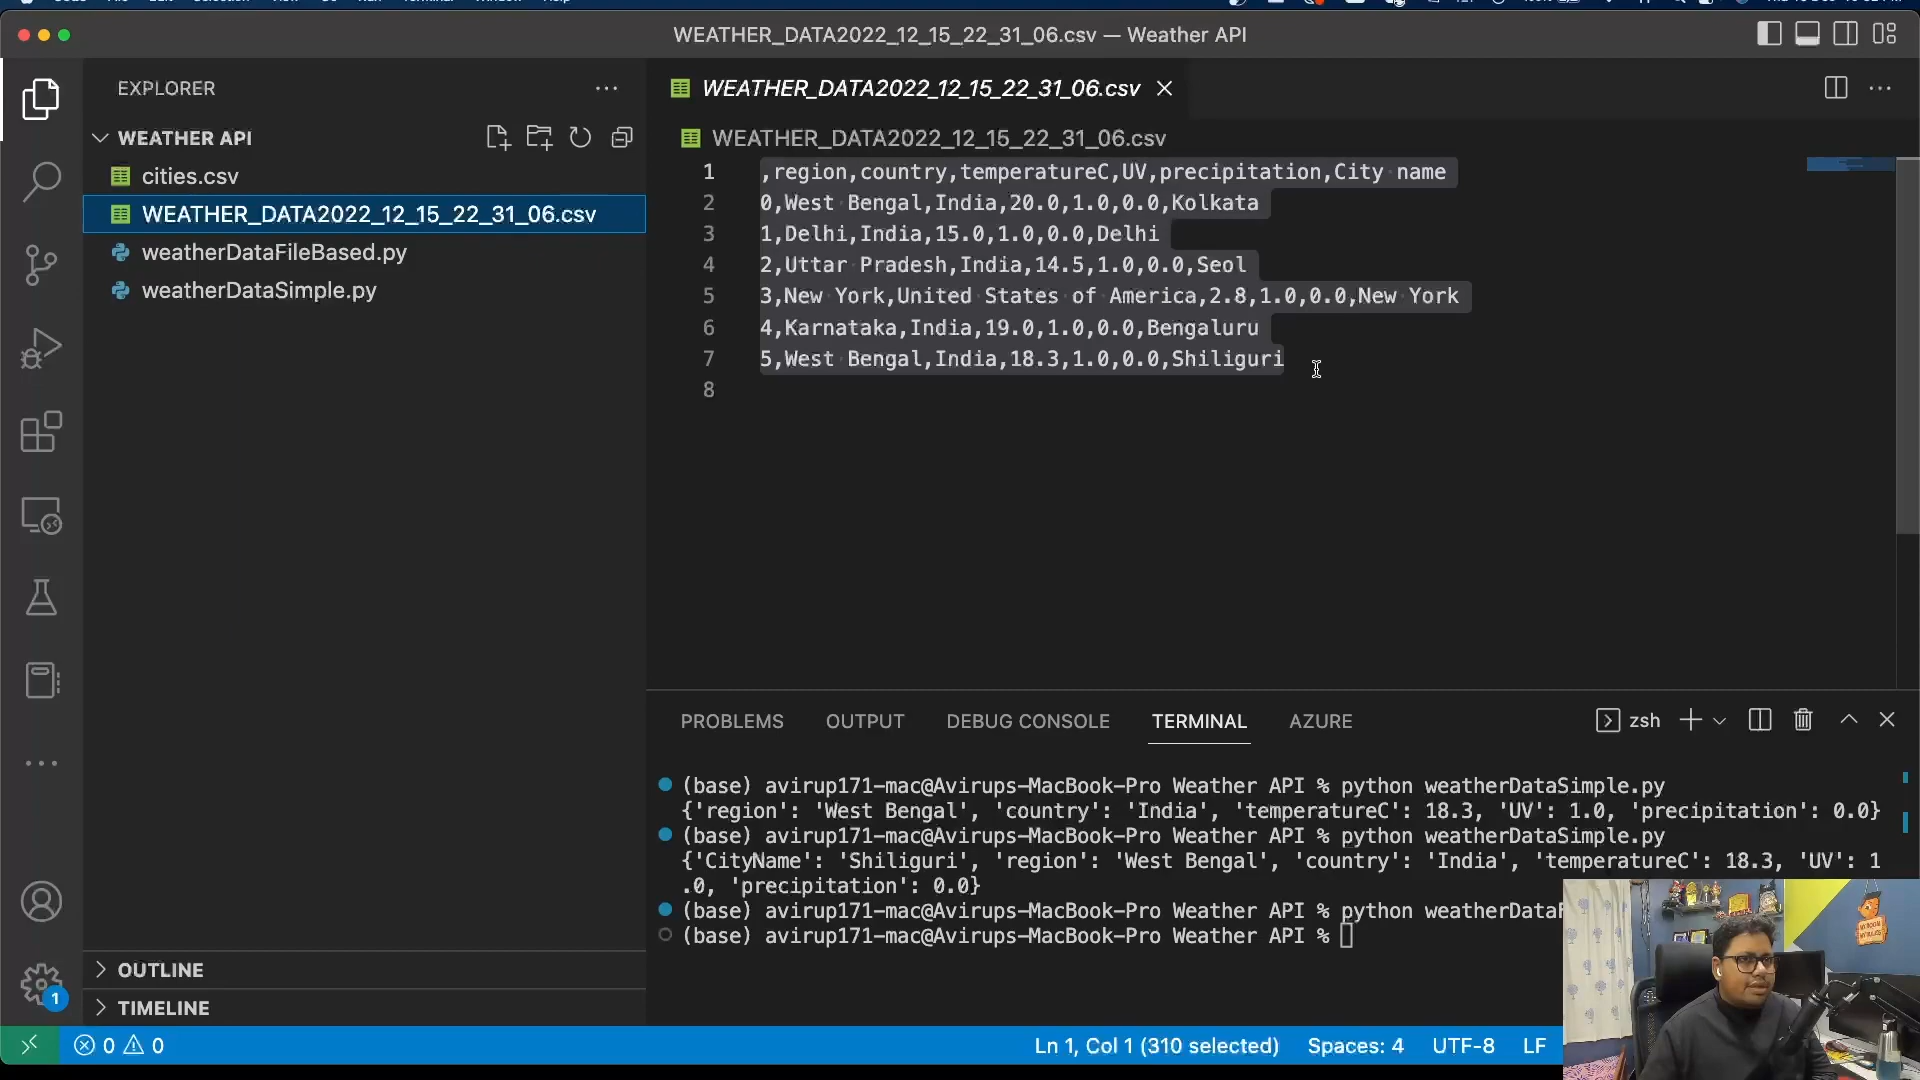 WEATHER_DATA2022_12_15_22_31_06.csv — Weather API
EXPLORER
WEATHER API
cities.csv
WEATHER_DATA2022_12_15_22_31_06.csv
weatherDataFileBased.py
weatherDataSimple.py
OUTLINE
TIMELINE
WEATHER_DATA2022_12_15_22_31_06.csv
WEATHER_DATA2022_12_15_22_31_06.csv
1 ,region,country,temperatureC,UV,precipitation,City name
2 0,West Bengal,India,20.0,1.0,0.0,Kolkata
3 1,Delhi,India,15.0,1.0,0.0,Delhi
4 2,Uttar Pradesh,India,14.5,1.0,0.0,Seol
5 3,New York,United States of America,2.8,1.0,0.0,New York
6 4,Karnataka,India,19.0,1.0,0.0,Bengaluru
7 5,West Bengal,India,18.3,1.0,0.0,Shiliguri
8
PROBLEMS OUTPUT DEBUG CONSOLE TERMINAL AZURE zsh
(base) avirup171-mac@Avirups-MacBook-Pro Weather API % python weatherDataSimple.py
{'region': 'West Bengal', 'country': 'India', 'temperatureC': 18.3, 'UV': 1.0, 'precipitation': 0.0}
(base) avirup171-mac@Avirups-MacBook-Pro Weather API % python weatherDataSimple.py
{'CityName': 'Shiliguri', 'region': 'West Bengal', 'country': 'India', 'temperatureC': 18.3, 'UV': 1
.0, 'precipitation': 0.0}
(base) avirup171-mac@Avirups-MacBook-Pro Weather API % python weatherDataF
(base) avirup171-mac@Avirups-MacBook-Pro Weather API %
1
0 0 Ln 1, Col 1 (310 selected) Spaces: 4 UTF-8 LF